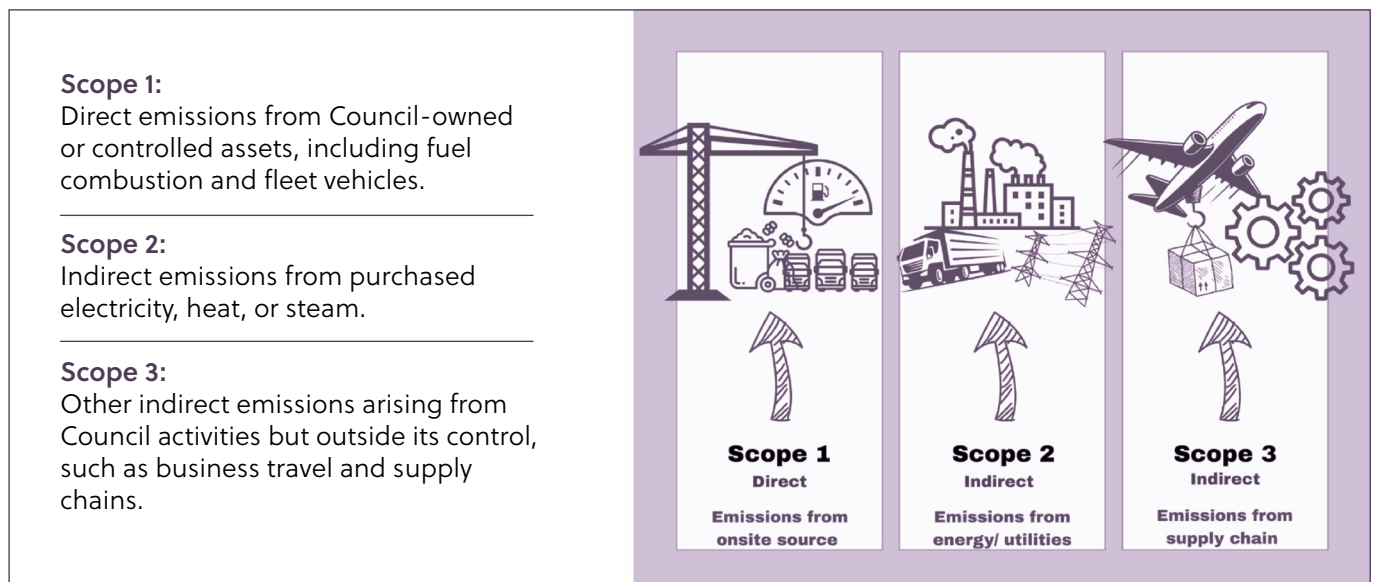 Scope 1:
Direct emissions from Council-owned
or controlled assets, including fuel
combustion and fleet vehicles.
Scope 2:
Indirect emissions from purchased
electricity, heat, or steam.
Scope 3:
Other indirect emissions arising from
Council activities but outside its control,
such as business travel and supply
chains.
Scope 1
Direct
Emissions from
onsite source
Scope 2
Indirect
Emissions from
energy/ utilities
Scope 3
Indirect
Emissions from
supply chain